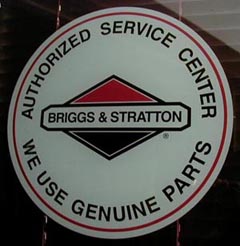 AUTHORIZED SERVICE CENTER
BRIGGS & STRATTON
®
WE USE GENUINE PARTS